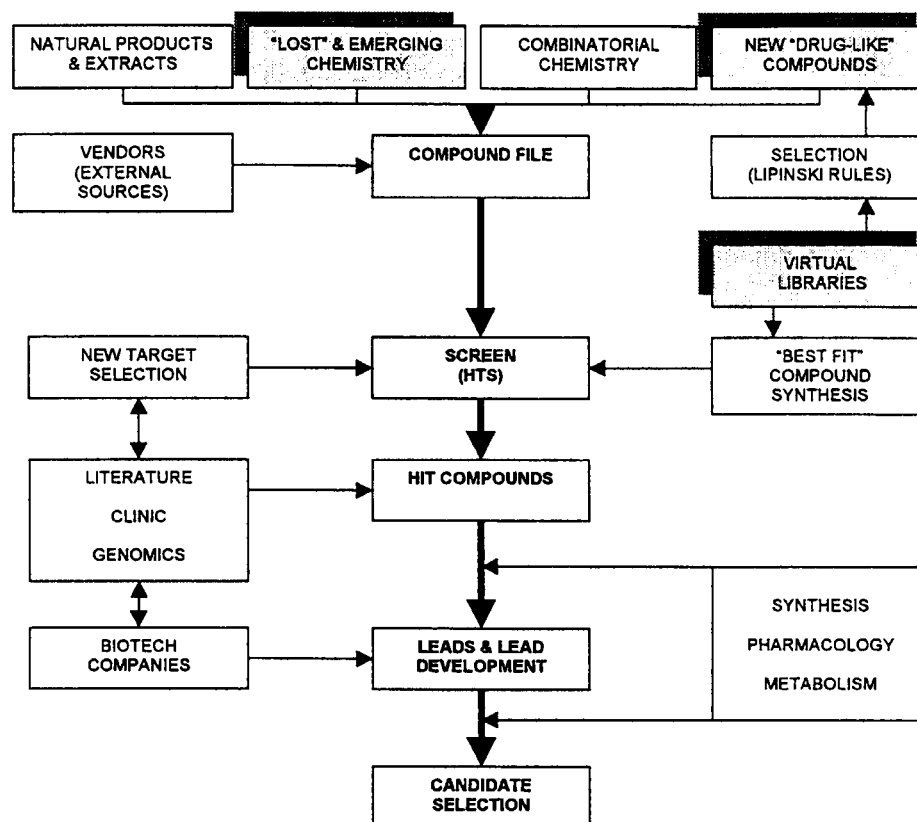 NATURAL PRODUCTS
& EXTRACTS
"LOST" & EMERGING
CHEMISTRY
COMBINATORIAL
CHEMISTRY
NEW "DRUG-LIKE"
COMPOUNDS
VENDORS
(EXTERNAL
SOURCES)
COMPOUND FILE
SELECTION
(LIPINSKI RULES)
VIRTUAL
LIBRARIES
NEW TARGET
SELECTION
SCREEN
(HTS)
"BEST FIT"
COMPOUND
SYNTHESIS
LITERATURE
CLINIC
GENOMICS
HIT COMPOUNDS
SYNTHESIS
PHARMACOLOGY
METABOLISM
BIOTECH
COMPANIES
LEADS & LEAD
DEVELOPMENT
CANDIDATE
SELECTION